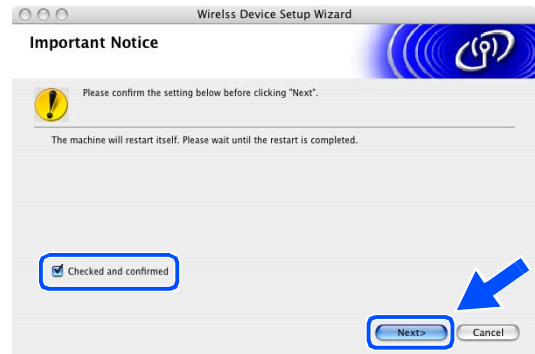 Wirelss Device Setup Wizard
Important Notice
Please confirm the setting below before clicking "Next".
The machine will restart itself. Please wait until the restart is completed.
Checked and confirmed
Next>
Cancel